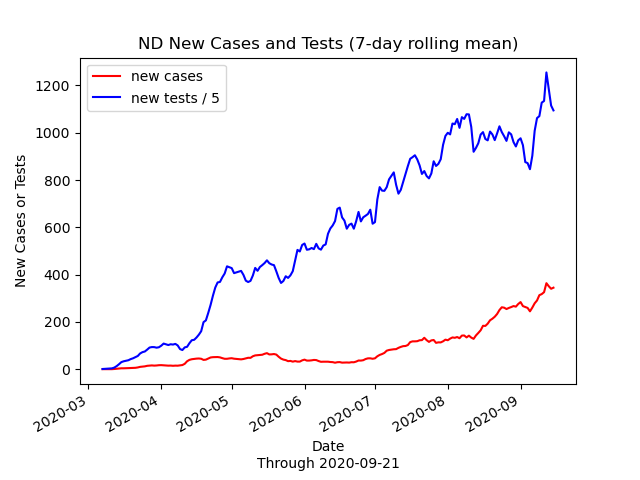 ND New Cases and Tests (7-day rolling mean)
new cases
new tests / 5
1200
1000
800
600
400
200
0
New Cases or Tests
2020-03
2020-04
2020-05
2020-06
2020-07
2020-08
2020-09
Date
Through 2020-09-21